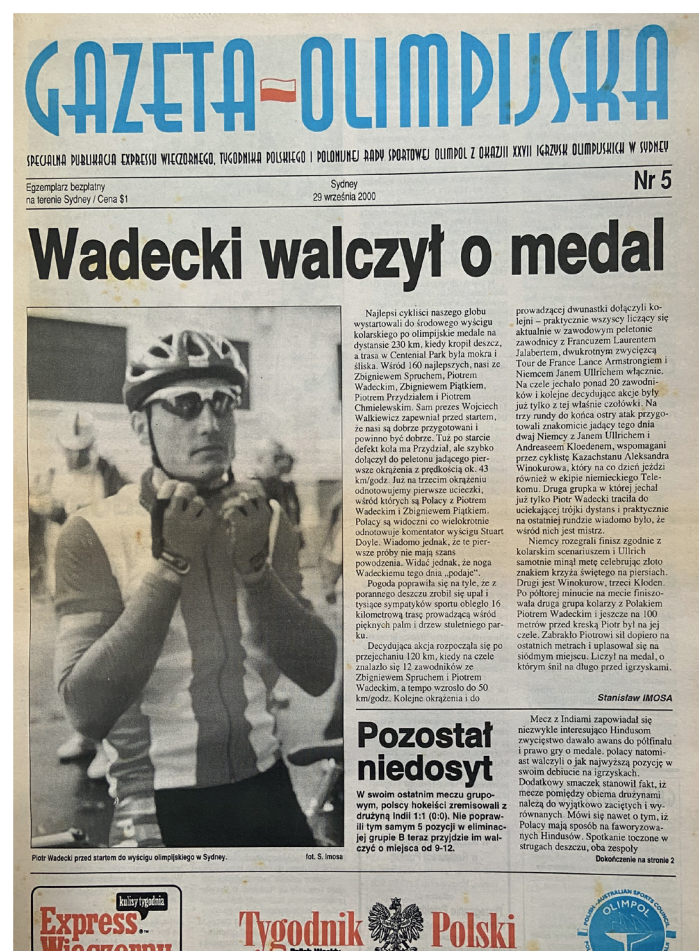 GAZETA OLIMPIJSKA
SPECJALNA PUBLIKACJA EXPRESSU WIECZORNEGO, TYGODNIKA POLSKIEGO I POLONIJNEJ RADY SPORTOWEJ OLIMPOL Z OKAZJI XXVII IGRZYSK OLIMPIJSKICH W SYDNEY
Egzemplarz bezpłatny
na terenie Sydney / Cena $1
Sydney
29 września 2000
Nr 5
Wadecki walczył o medal
Najlepsi cykliści naszego globu
wystartowali do środowego wyścigu
kolarskiego po olimpijskie medale na
dystansie 230 km, kiedy kropił deszcz,
a trasa w Centenial Park była mokra i
śliska. Wśród 160 najlepszych, nasi ze
Zbigniewem Spruchem, Piotrem
Wadeckim, Zbigniewem Piątkiem,
Piotrem Przydziałem i Piotrem
Chmielewskim. Sam prezes Wojciech
Walkiewicz zapewniał przed startem,
że nasi są dobrze przygotowani i
powinno być dobrze. Tuż po starcie
defekt koła ma Przydział, ale szybko
dołączył do peletonu jadącego pier-
wsze okrążenia z prędkością ok. 43
km/godz. Już na trzecim okrążeniu
odnotowujemy pierwsze ucieczki,
wśród których są Polacy z Piotrem
Wadeckim i Zbigniewem Piątkiem.
Polacy są widoczni co wielokrotnie
odnotowuje komentator wyścigu Stuart
Doyle. Wiadomo jednak, że te pier-
wsze próby nie mają szans
powodzenia. Widać jednak, że noga
Wadeckiemu tego dnia „podaje”.
Pogoda poprawiła się na tyle, że z
porannego deszczu zrobił się upał i
tysiące sympatyków sportu obległo 16
kilometrową trasę prowadzącą wśród
pięknych palm i drzew stuletniego par-
ku.
Decydująca akcja rozpoczęła się po
przejechaniu 120 km, kiedy na czele
znalazło się 12 zawodników ze
Zbigniewem Spruchem i Piotrem
Wadeckim, a tempo wzrosło do 50
km/godz. Kolejne okrążenia i do
prowadzącej dwunastki dołączyli ko-
lejni – praktycznie wszyscy liczący się
aktualnie w zawodowym peletonie
zawodnicy z Francuzem Laurentem
Jalabertem, dwukrotnym zwycięzcą
Tour de France Lance Armstrongiem i
Niemcem Janem Ullrichem włącznie.
Na czele jechało ponad 20 zawodni-
ków i kolejne decydujące akcje były
już tylko z tej właśnie czołówki. Na
trzy rundy do końca ostry atak przygo-
towali znakomicie jadący tego dnia
dwaj Niemcy z Janem Ullrichem i
Andreaseem Kloedenem, wspomagani
przez cyklistę Kazachstanu Aleksandra
Winokurowa, który na co dzień jeździ
również w ekipie niemieckiego Tele-
komu. Druga grupka w której jechał
już tylko Piotr Wadecki traciła do
uciekającej trójki dystans i praktycznie
na ostatniej rundzie wiadomo było, że
wśród nich jest mistrz.
Niemcy rozegrali finisz zgodnie z
kolarskim scenariuszem i Ullrich
samotnie minął metę celebrując złoto
znakiem krzyża świętego na piersiach.
Drugi jest Winokurow, trzeci Kloden.
Po półtorej minucie na mecie finiszo-
wała druga grupa kolarzy z Polakiem
Piotrem Wadeckim i jeszcze na 100
metrów przed kreską Piotr był na jej
czele. Zabrakło Piotrowi sił dopiero na
ostatnich metrach i uplasował się na
siódmym miejscu. Liczył na medal, o
którym śnił na długo przed igrzyskami.
Stanisław IMOSA
Piotr Wadecki przed startem do wyścigu olimpijskiego w Sydney.
fot. S. Imosa
Pozostał
niedosyt
W swoim ostatnim meczu grupo-
wym, polscy hokeiści zremisowali z
drużyną Indii 1:1 (0:0). Nie popraw-
ili tym samym 5 pozycji w eliminac-
jej grupie B teraz przyjdzie im wal-
czyć o miejsca od 9-12.
Mecz z Indiami zapowiadał się
niezwykle interesująco Hindusom
zwycięstwo dawało awans do półfinału
i prawo gry o medale. polacy natomi-
ast walczyli o jak najwyższą pozycję w
swoim debiucie na igrzyskach.
Dodatkowy smaczek stanowił fakt, iż
mecze pomiędzy obiema drużynami
należą do wyjątkowo zaciętych i wy-
równanych. Mówi się nawet o tym, iż
Polacy mają sposób na faworyzowa-
nych Hindusów. Spotkanie toczone w
strugach deszczu, oba zespoły
Dokończenie na stronie 2
kulisy tygodnia
Express
Wieczorny
Tygodnik Polski
Polish Weekly
POLISH-AUSTRALIAN SPORTS COUNCIL
OLIMPOL